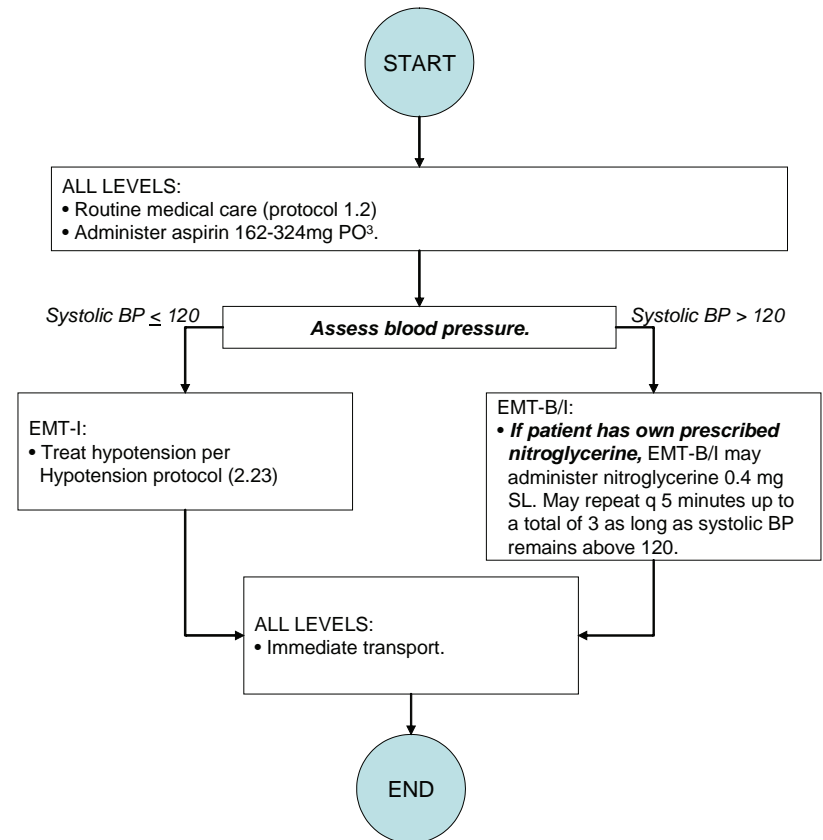 START
ALL LEVELS:
• Routine medical care (protocol 1.2)
• Administer aspirin 162-324mg PO³.
Systolic BP ≤ 120
Assess blood pressure.
Systolic BP > 120
EMT-I:
• Treat hypotension per
Hypotension protocol (2.23)
EMT-B/I:
• If patient has own prescribed
nitroglycerine, EMT-B/I may
administer nitroglycerine 0.4 mg
SL. May repeat q 5 minutes up to
a total of 3 as long as systolic BP
remains above 120.
ALL LEVELS:
• Immediate transport.
END